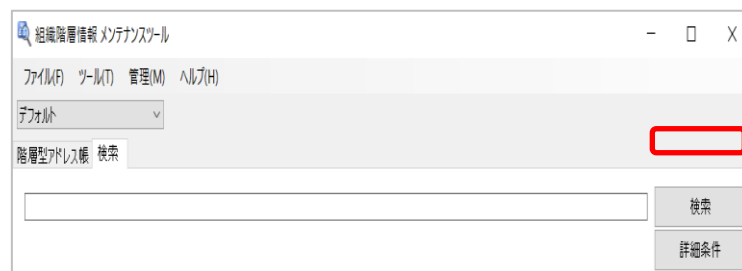 組織階層情報 メンテナンスツール
ファイル(F) ツール(T) 管理(M) ヘルプ(H)
デフォルト
階層型アドレス帳 検索
検索
詳細条件